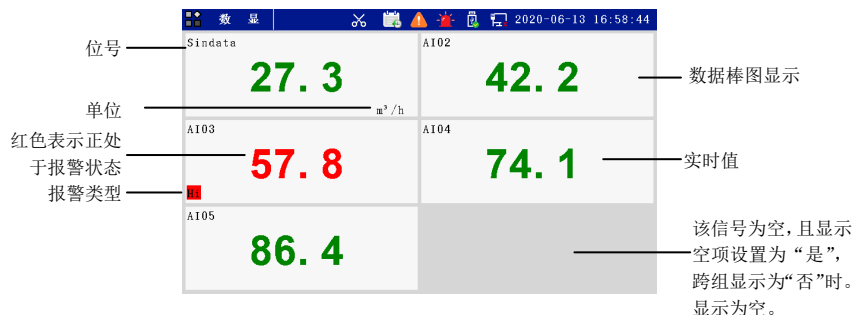 数 显
2020-06-13 16:58:44
位号
Sindata
27.3
AI02
42.2
数据棒图显示
单位
m³/h
红色表示正处
于报警状态
AI03
57.8
AI04
74.1
实时值
报警类型
Hi
AI05
86.4
该信号为空，且显示
空项设置为“是”，
跨组显示为“否”时。
显示为空。